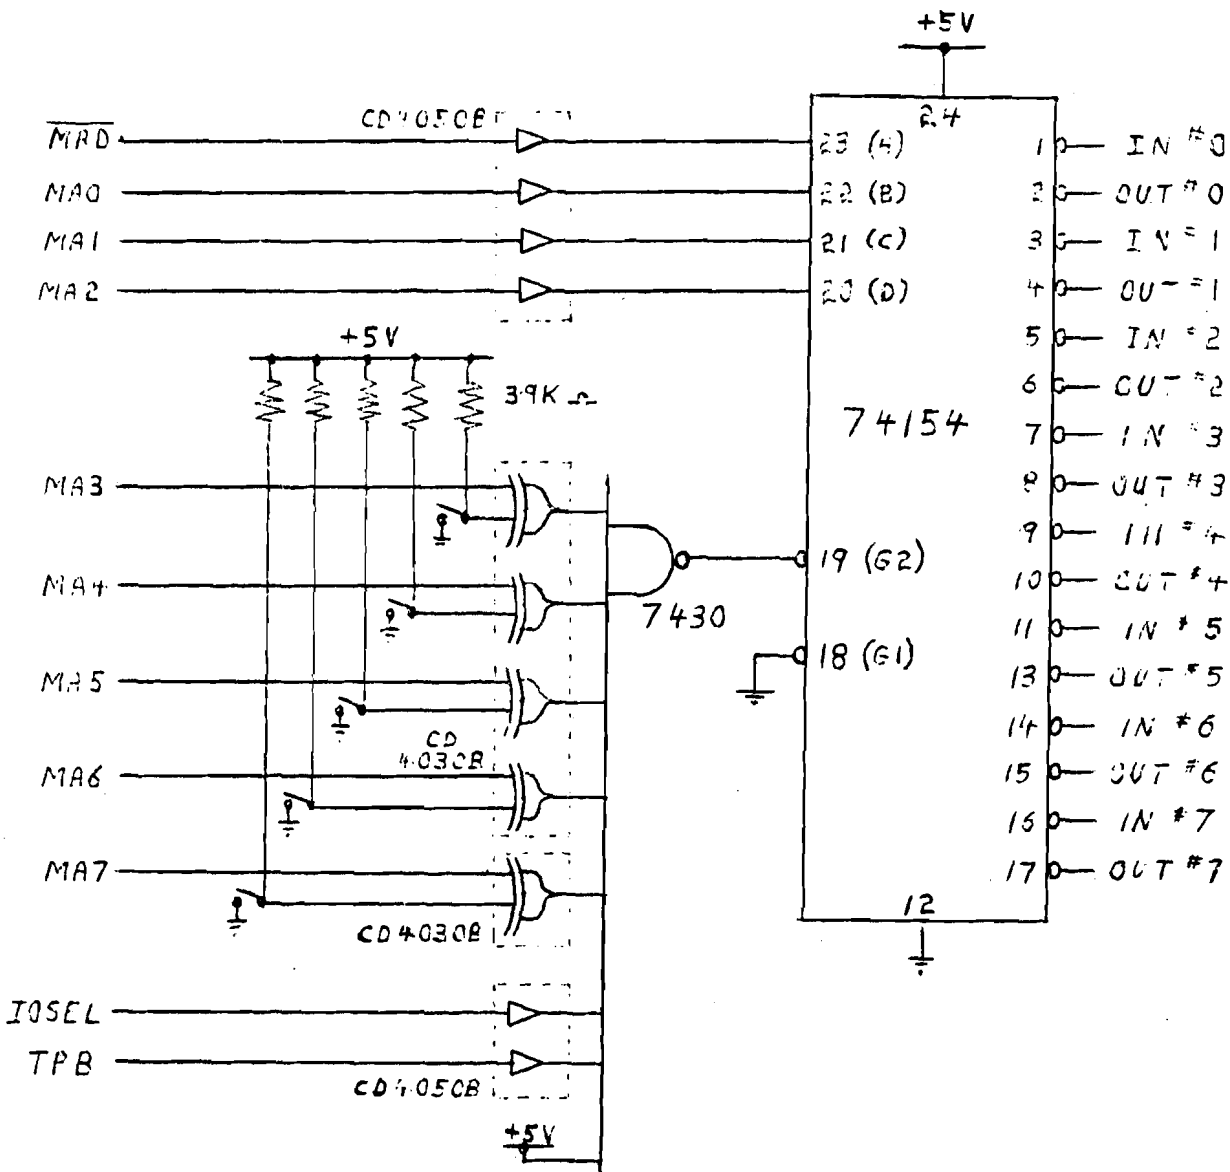 +5V
CD4050B
MRD
MA0
MA1
MA2
24
23 (A)
22 (B)
21 (C)
20 (D)
74154
19 (G2)
18 (G1)
12
1 IN #0
2 OUT #0
3 IN #1
4 OUT #1
5 IN #2
6 OUT #2
7 IN #3
8 OUT #3
9 IN #4
10 OUT #4
11 IN #5
13 OUT #5
14 IN #6
15 OUT #6
16 IN #7
17 OUT #7
+5V
3.9K Ω
MA3
MA4
7430
MA5
CD
4030B
MA6
MA7
CD4030B
IOSEL
TPB
CD4050B
+5V